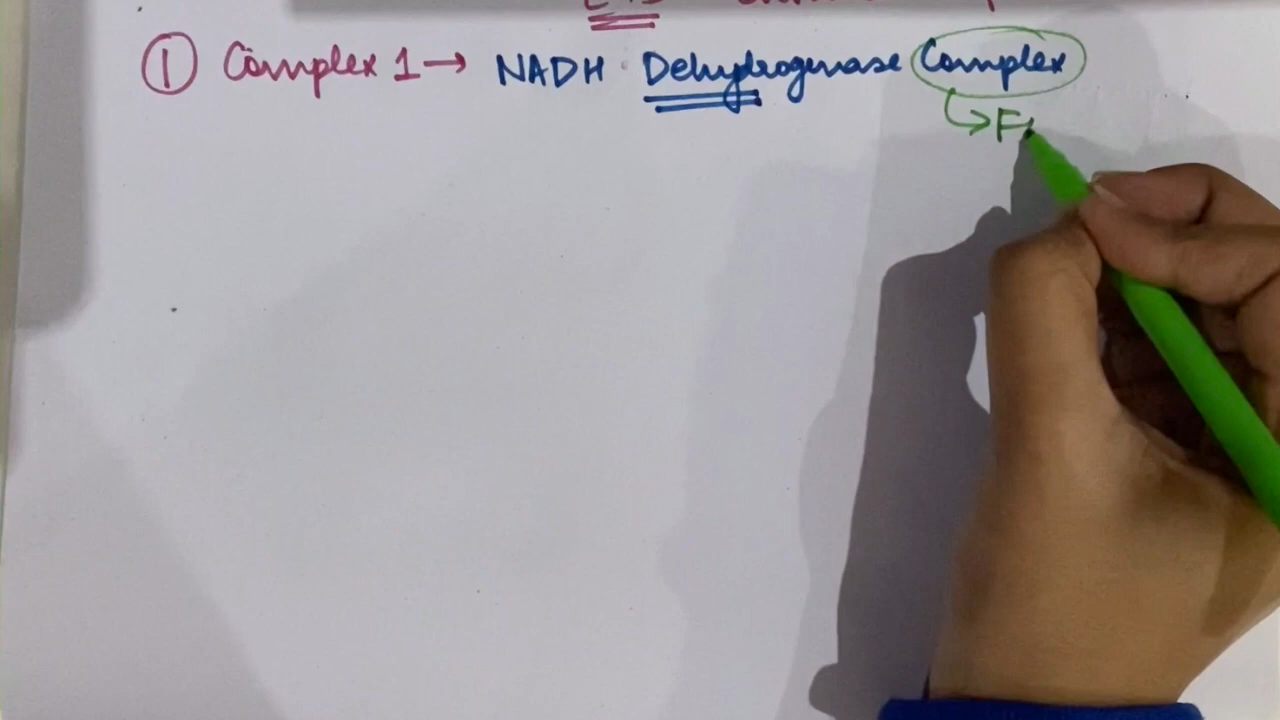 ① Complex 1 → NADH Dehydrogenase Complex
↳ F